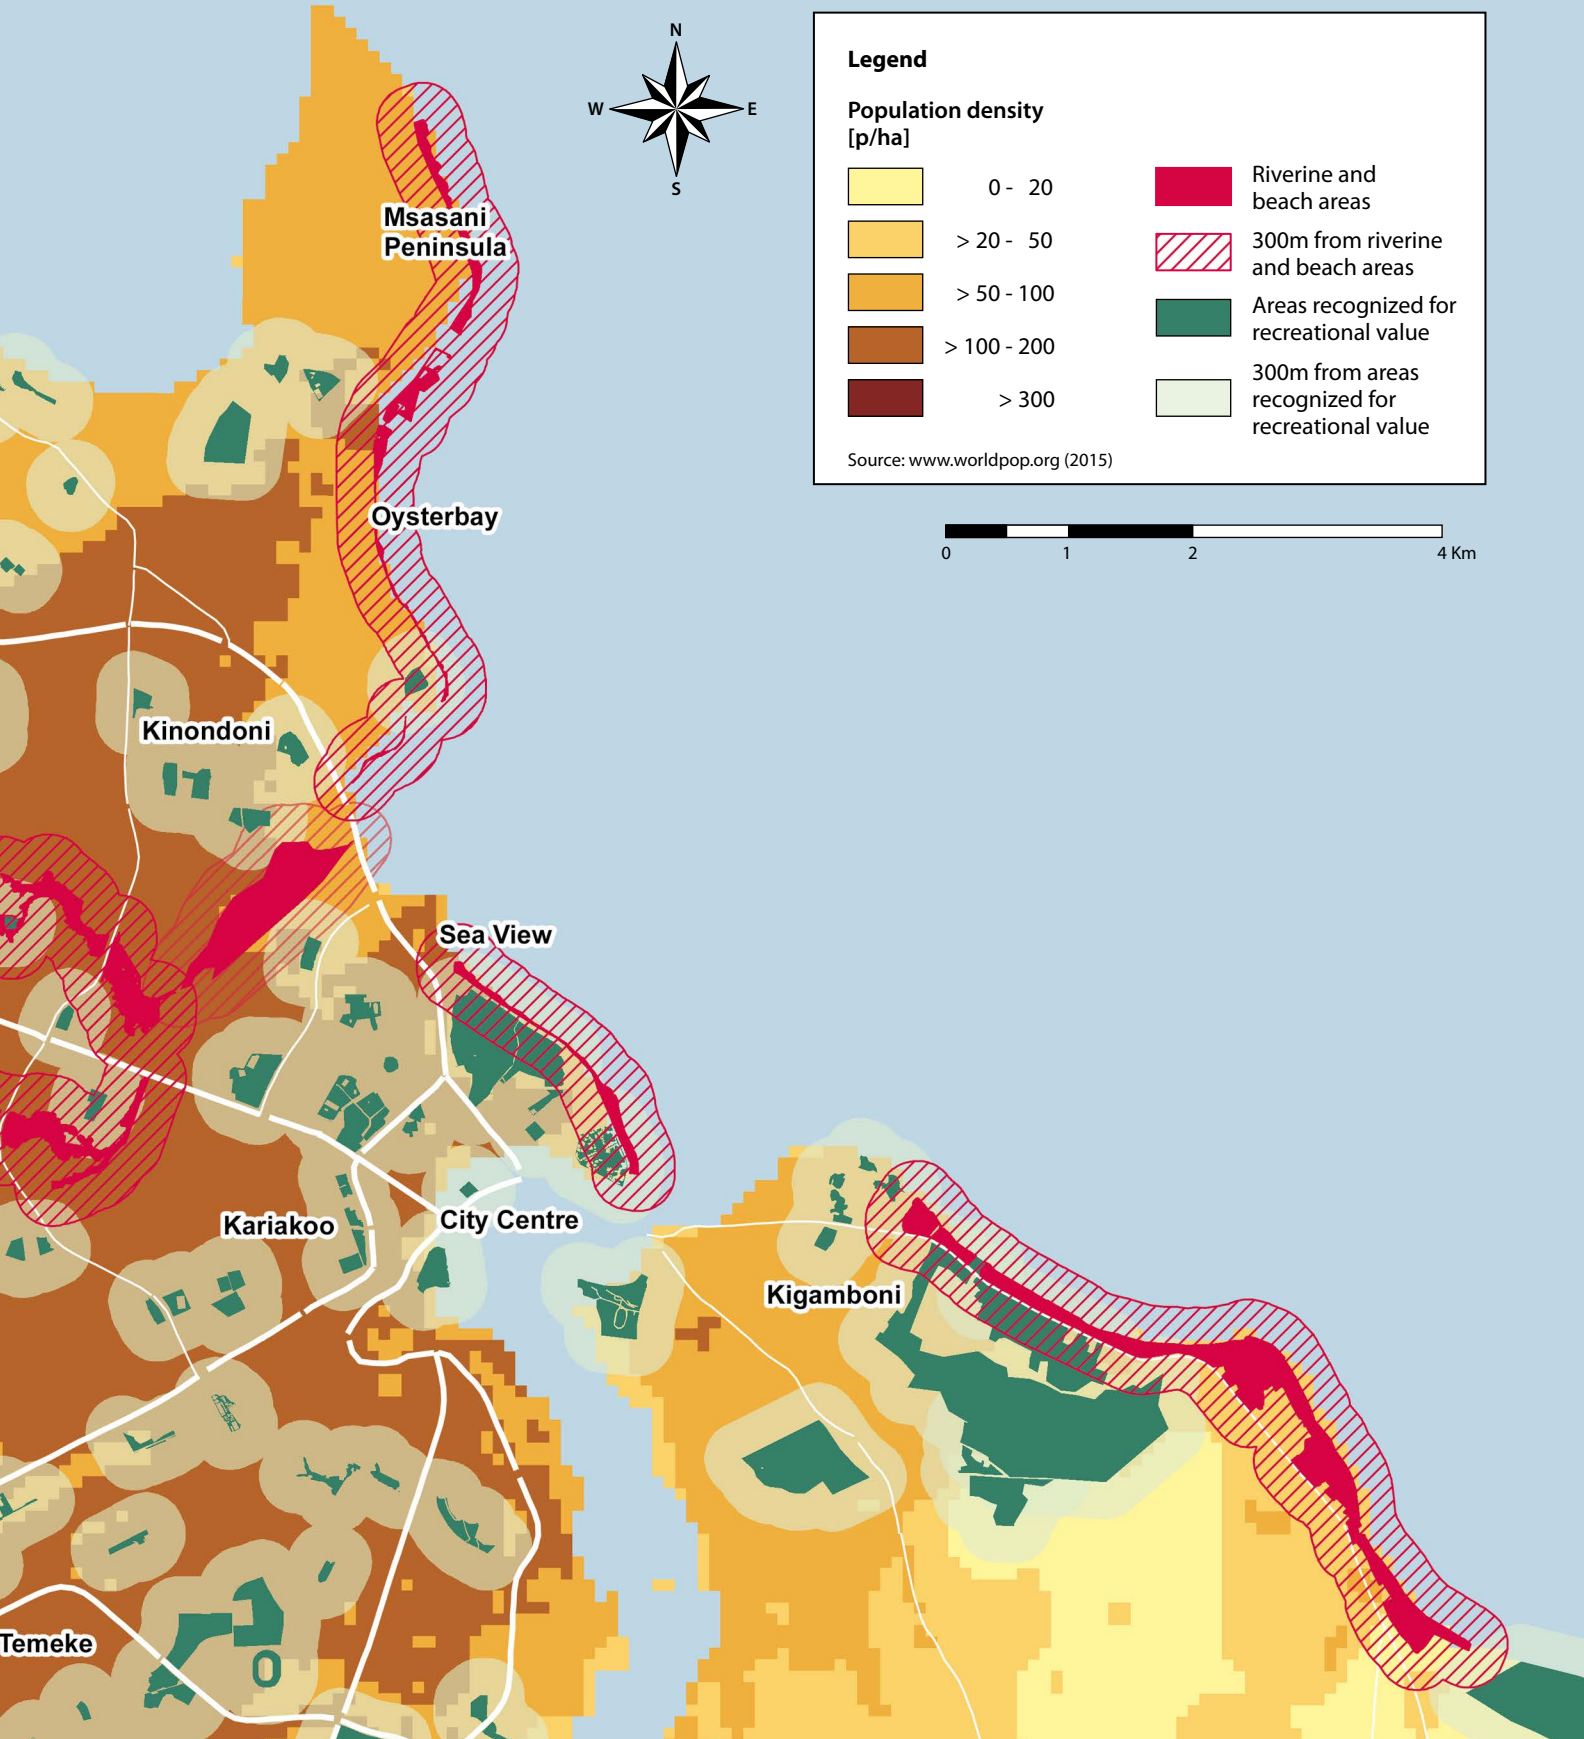 N
W
E
S
Legend
Population density
[p/ha]
0 - 20
> 20 - 50
> 50 - 100
> 100 - 200
> 300
Riverine and
beach areas
300m from riverine
and beach areas
Areas recognized for
recreational value
300m from areas
recognized for
recreational value
Source: www.worldpop.org (2015)
0 1 2 4 Km
Msasani
Peninsula
Oysterbay
Kinondoni
Sea View
Kariakoo
City Centre
Kigamboni
Temeke